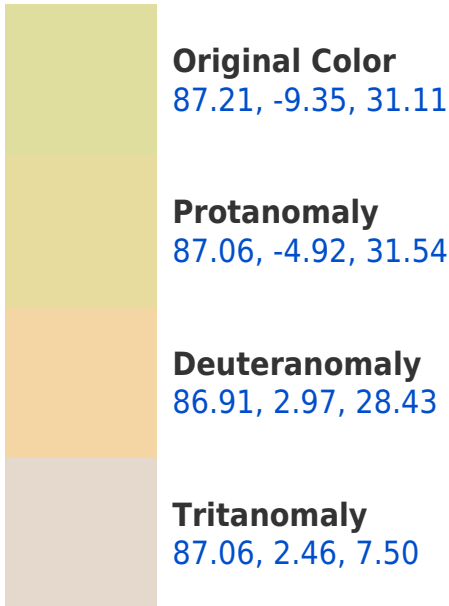 Original Color
87.21, -9.35, 31.11
Protanomaly
87.06, -4.92, 31.54
Deuteranomaly
86.91, 2.97, 28.43
Tritanomaly
87.06, 2.46, 7.50